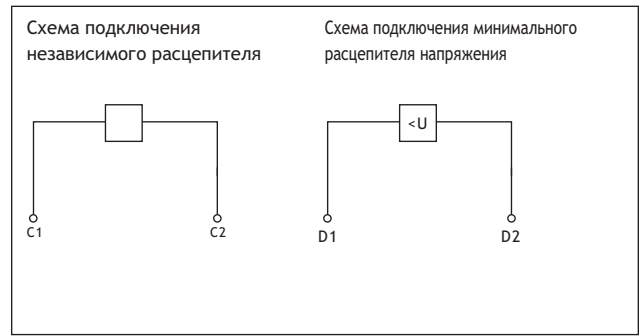 Схема подключения
независимого расцепителя
Схема подключения минимального
расцепителя напряжения
<U
C1
C2
D1
D2